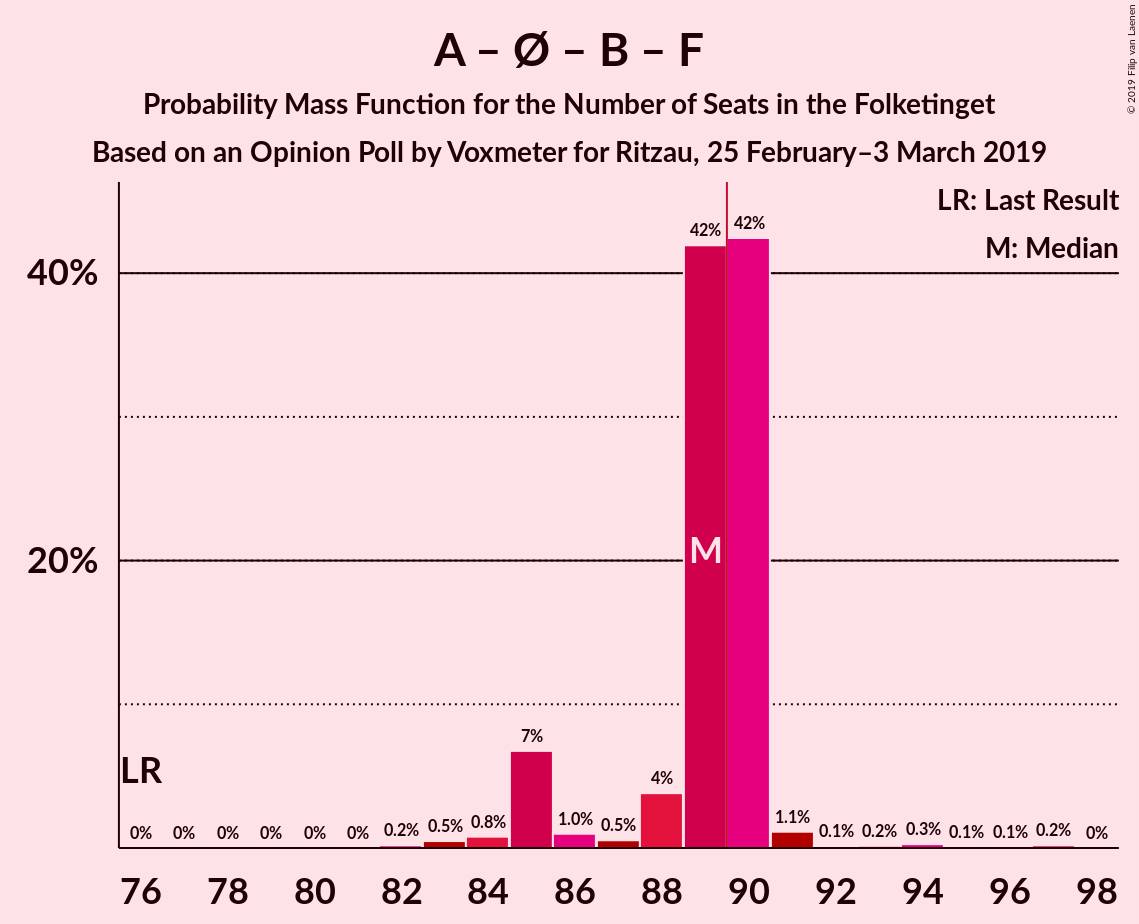 A – Ø – B – F
Probability Mass Function for the Number of Seats in the Folketinget
Based on an Opinion Poll by Voxmeter for Ritzau, 25 February–3 March 2019
© 2019 Filip van Laenen
LR: Last Result
M: Median
40%
20%
LR
M
0% 0% 0% 0% 0% 0% 0.2% 0.5% 0.8% 7% 1.0% 0.5% 4% 42% 42% 1.1% 0.1% 0.2% 0.3% 0.1% 0.1% 0.2% 0%
76 78 80 82 84 86 88 90 92 94 96 98